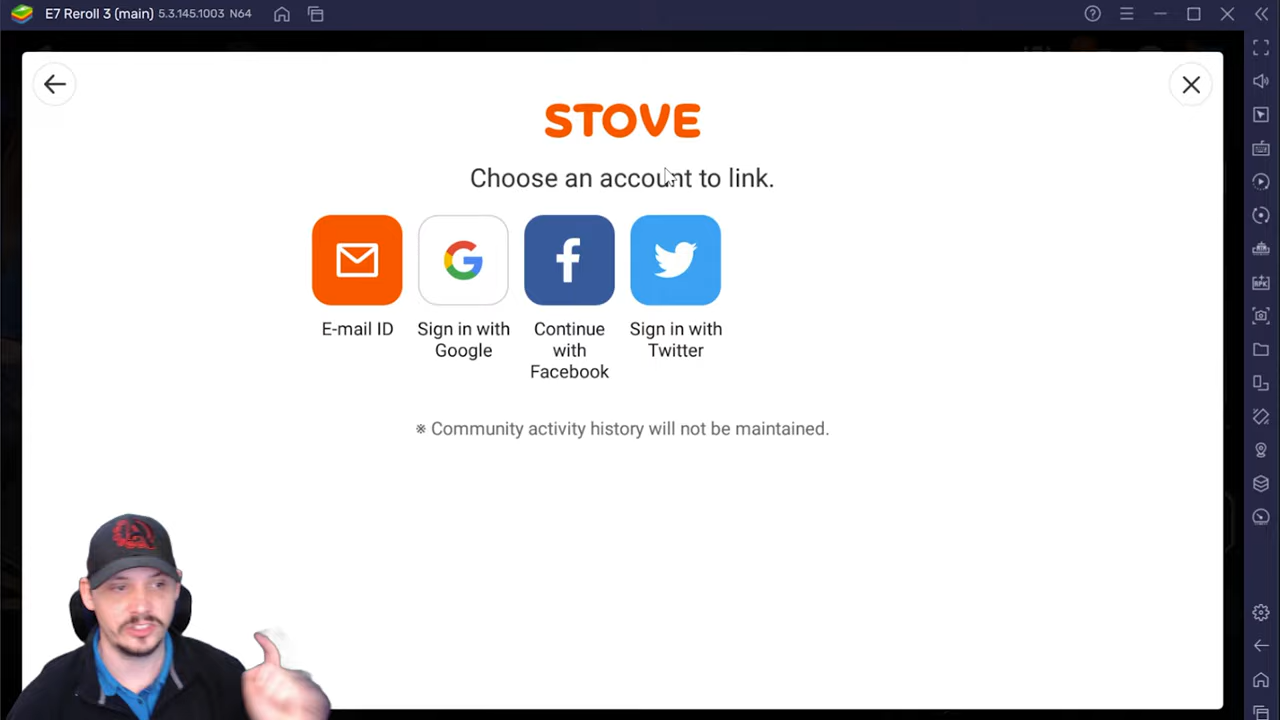 E7 Reroll 3 (main) 5.3.145.1003 N64
STOVE
Choose an account to link.
E-mail ID
Sign in with
Google
Continue
with
Facebook
Sign in with
Twitter
※ Community activity history will not be maintained.